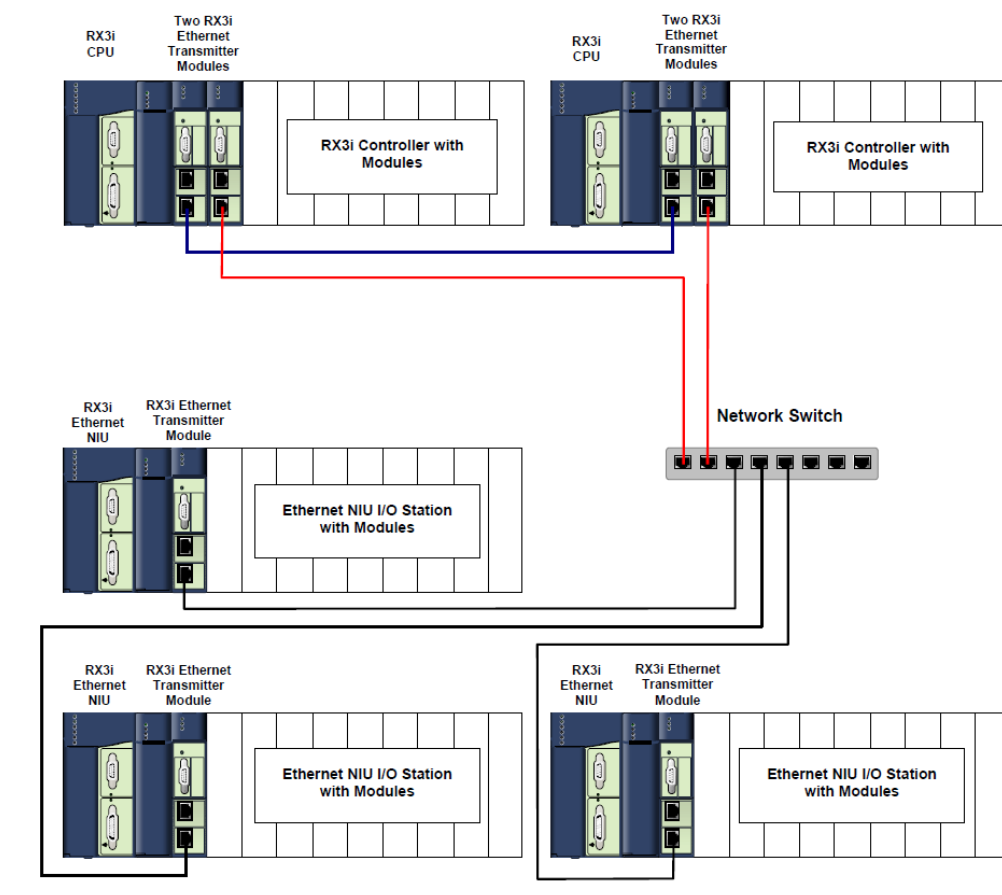 RX3i
CPU
Two RX3i
Ethernet
Transmitter
Modules
RX3i Controller with
Modules
RX3i
CPU
Two RX3i
Ethernet
Transmitter
Modules
RX3i Controller with
Modules
RX3i
Ethernet
NIU
RX3i Ethernet
Transmitter
Module
Ethernet NIU I/O Station
with Modules
Network Switch
RX3i
Ethernet
NIU
RX3i Ethernet
Transmitter
Module
Ethernet NIU I/O Station
with Modules
RX3i
Ethernet
NIU
RX3i Ethernet
Transmitter
Module
Ethernet NIU I/O Station
with Modules